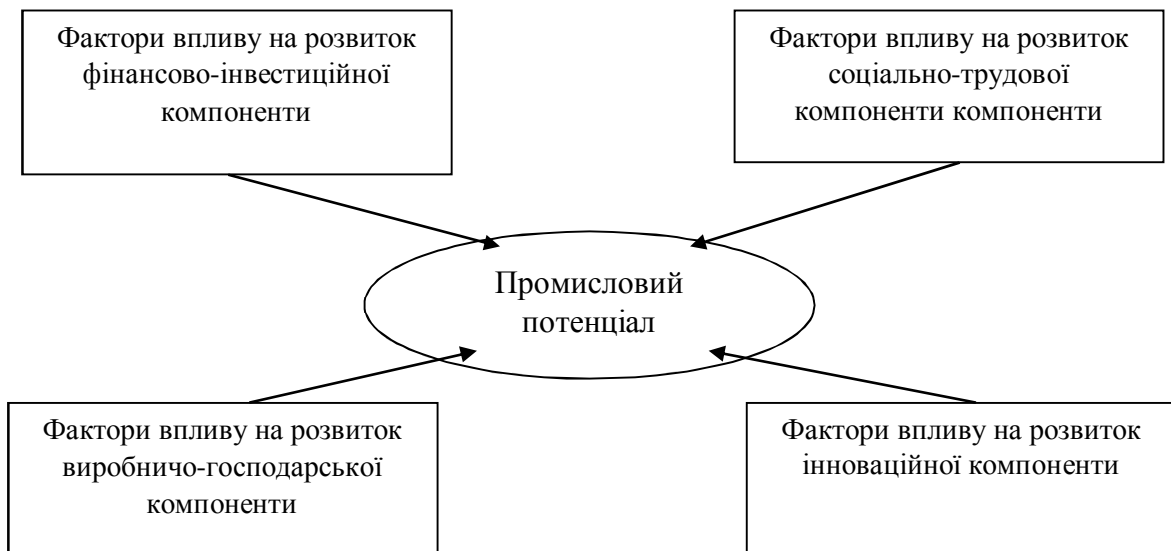 Фактори впливу на розвиток
фінансово-інвестиційної
компоненти
Фактори впливу на розвиток
соціально-трудової
компоненти компоненти
Промисловий
потенціал
Фактори впливу на розвиток
виробничо-господарської
компоненти
Фактори впливу на розвиток
інноваційної компоненти